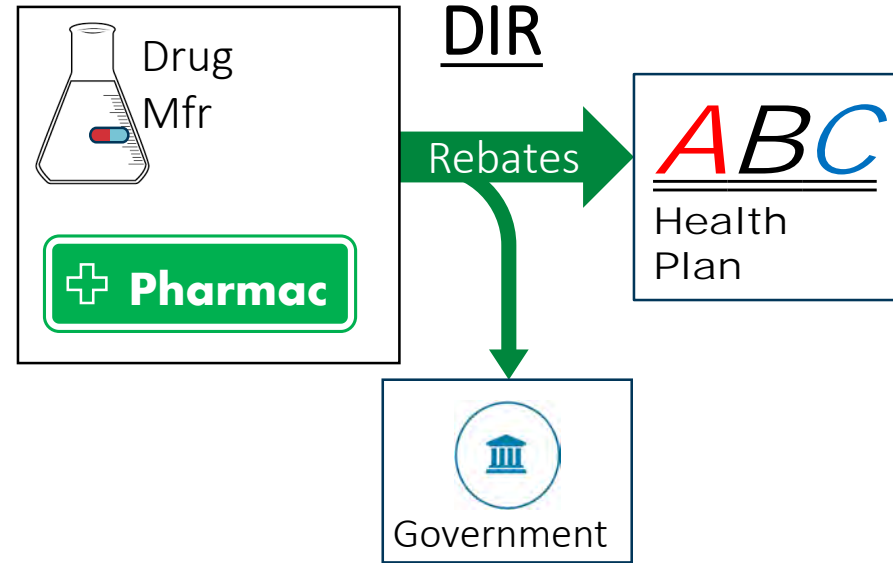 DIR
Drug
Mfr
Rebates
Pharmac
ABC
Health
Plan
Government